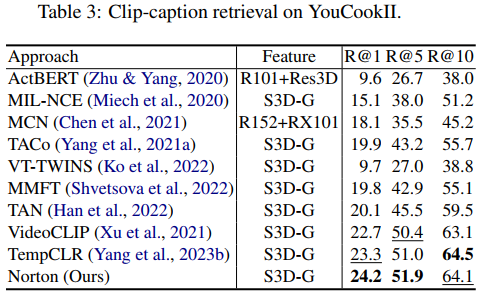 Table 3: Clip-caption retrieval on YouCookII.
Approach Feature R@1 R@5 R@10
ActBERT (Zhu & Yang, 2020) R101+Res3D 9.6 26.7 38.0
MIL-NCE (Miech et al., 2020) S3D-G 15.1 38.0 51.2
MCN (Chen et al., 2021) R152+RX101 18.1 35.5 45.2
TACo (Yang et al., 2021a) S3D-G 19.9 43.2 55.7
VT-TWINS (Ko et al., 2022) S3D-G 9.7 27.0 38.8
MMFT (Shvetsova et al., 2022) S3D-G 19.8 42.9 55.1
TAN (Han et al., 2022) S3D-G 20.1 45.5 59.5
VideoCLIP (Xu et al., 2021) S3D-G 22.7 50.4 63.1
TempCLR (Yang et al., 2023b) S3D-G 23.3 51.0 64.5
Norton (Ours) S3D-G 24.2 51.9 64.1